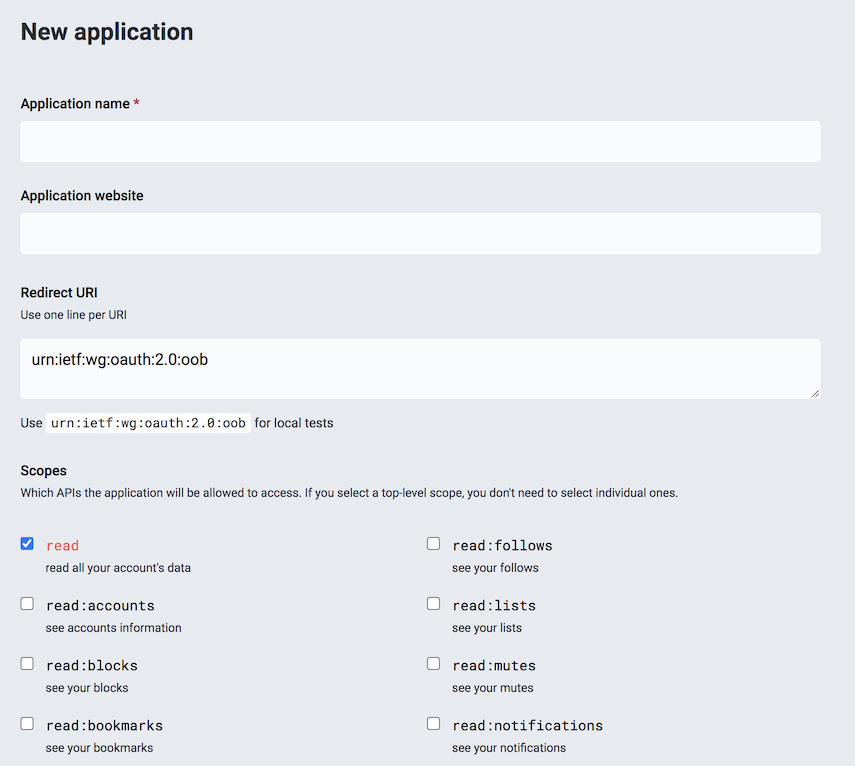 New application
Application name *
Application website
Redirect URI
Use one line per URI
urn:ietf:wg:oauth:2.0:oob
Use urn:ietf:wg:oauth:2.0:oob for local tests
Scopes
Which APIs the application will be allowed to access. If you select a top-level scope, you don't need to select individual ones.
read
read all your account's data
read:follows
see your follows
read:accounts
see accounts information
read:lists
see your lists
read:blocks
see your blocks
read:mutes
see your mutes
read:bookmarks
see your bookmarks
read:notifications
see your notifications